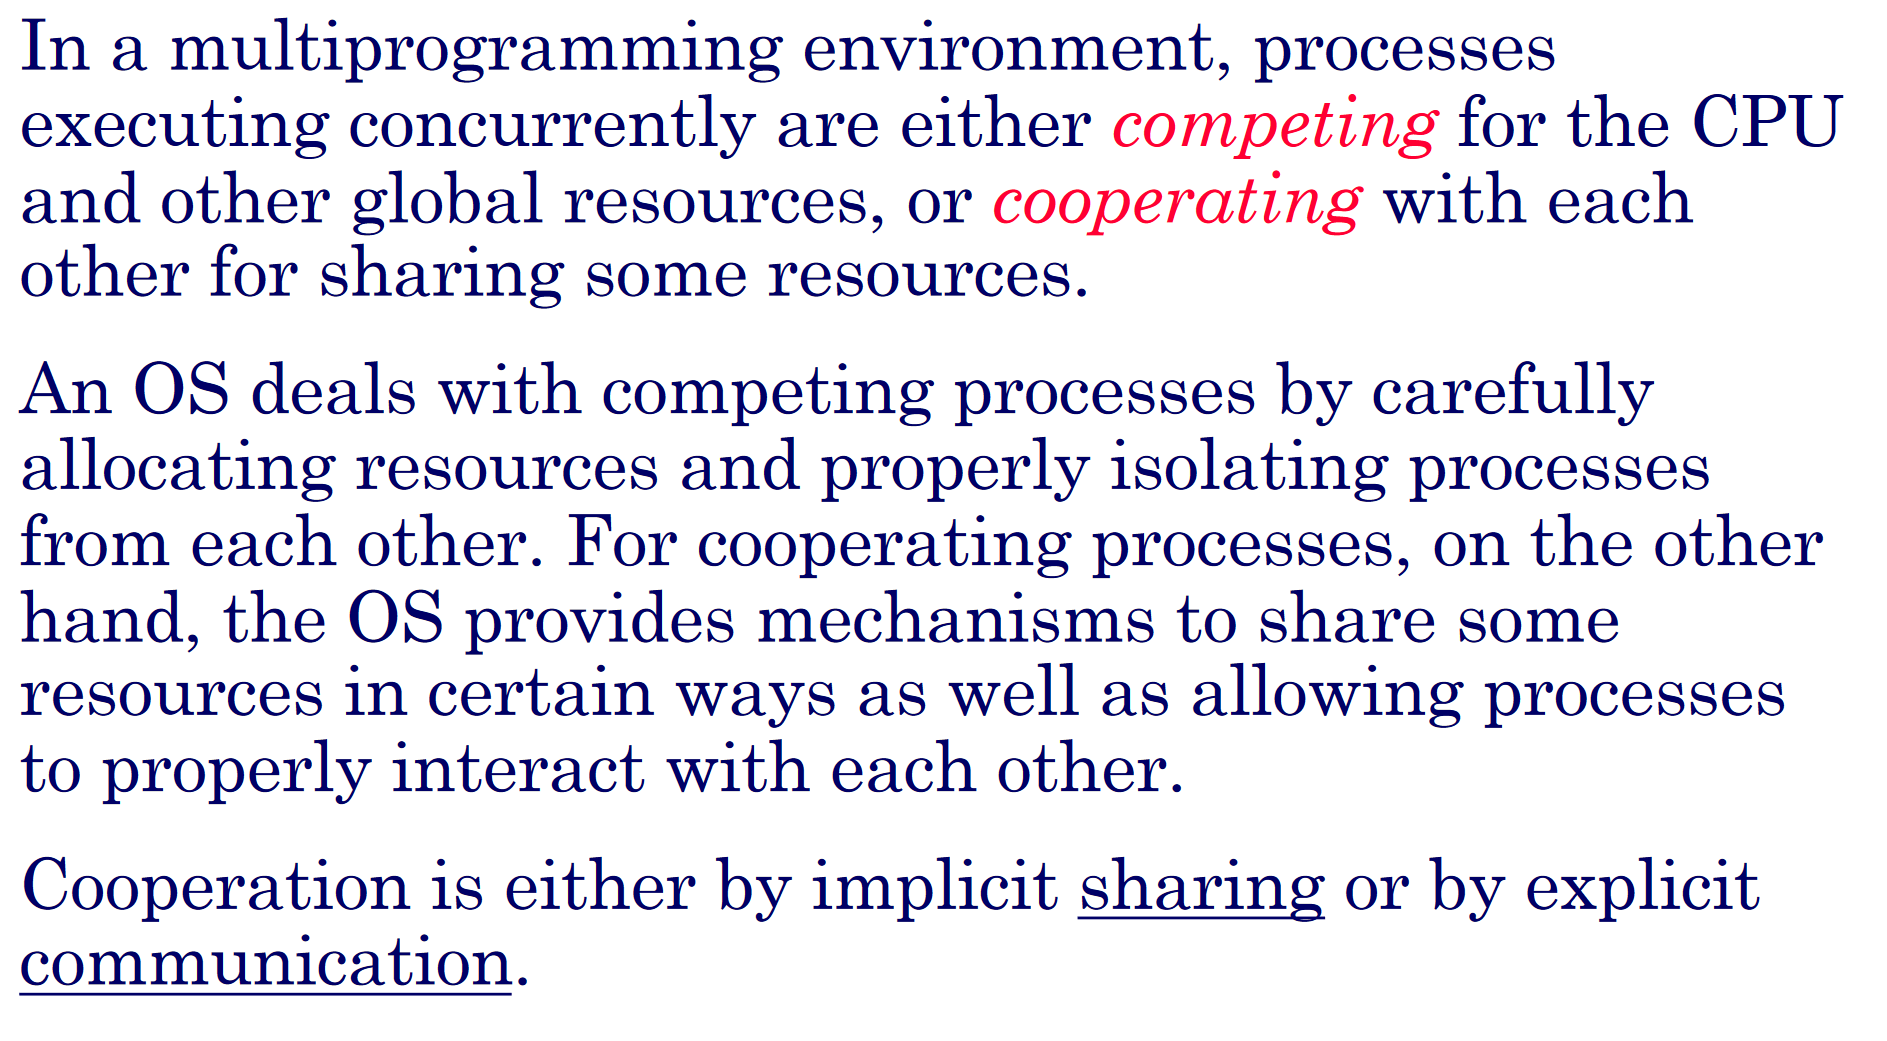 In a multiprogramming environment, processes
executing concurrently are either competing for the CPU
and other global resources, or cooperating with each
other for sharing some resources.
An OS deals with competing processes by carefully
allocating resources and properly isolating processes
from each other. For cooperating processes, on the other
hand, the OS provides mechanisms to share some
resources in certain ways as well as allowing processes
to properly interact with each other.
Cooperation is either by implicit sharing or by explicit
communication.